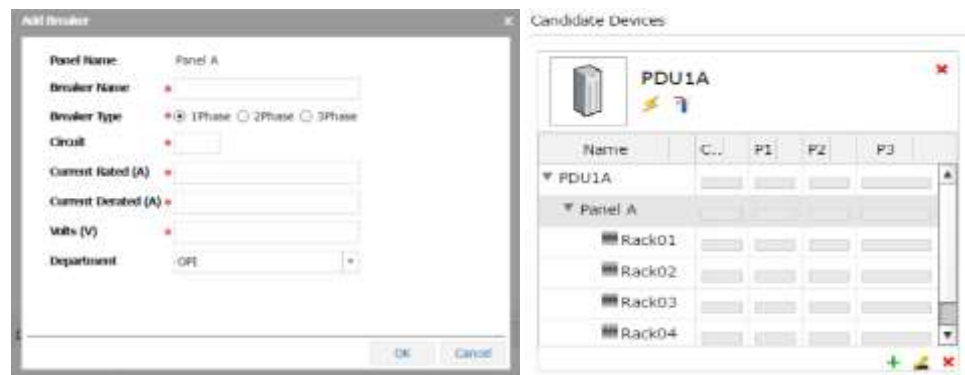 Add Breaker
Panel Name Panel A
Breaker Name *
Breaker Type * 1Phase 2Phase 3Phase
Circuit *
Current Rated (A) *
Current Derated (A) *
Volts (V) *
Department
OK Cancel
Candidate Devices
PDU1A
Name C... P1 P2 P3
PDU1A
Panel A
Rack01
Rack02
Rack03
Rack04